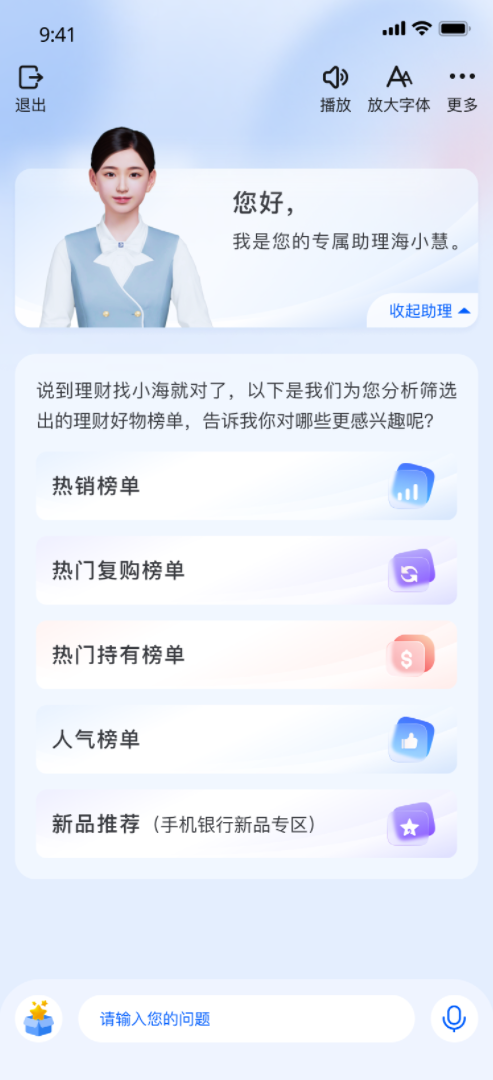 9:41
退出
播放
放大字体
更多
您好，
我是您的专属助理海小慧。
收起助理
说到理财找小海就对了，以下是我们为您分析筛选
出的理财好物榜单，告诉我你对哪些更感兴趣呢?
热销榜单
热门复购榜单
热门持有榜单
人气榜单
新品推荐（手机银行新品专区）
请输入您的问题